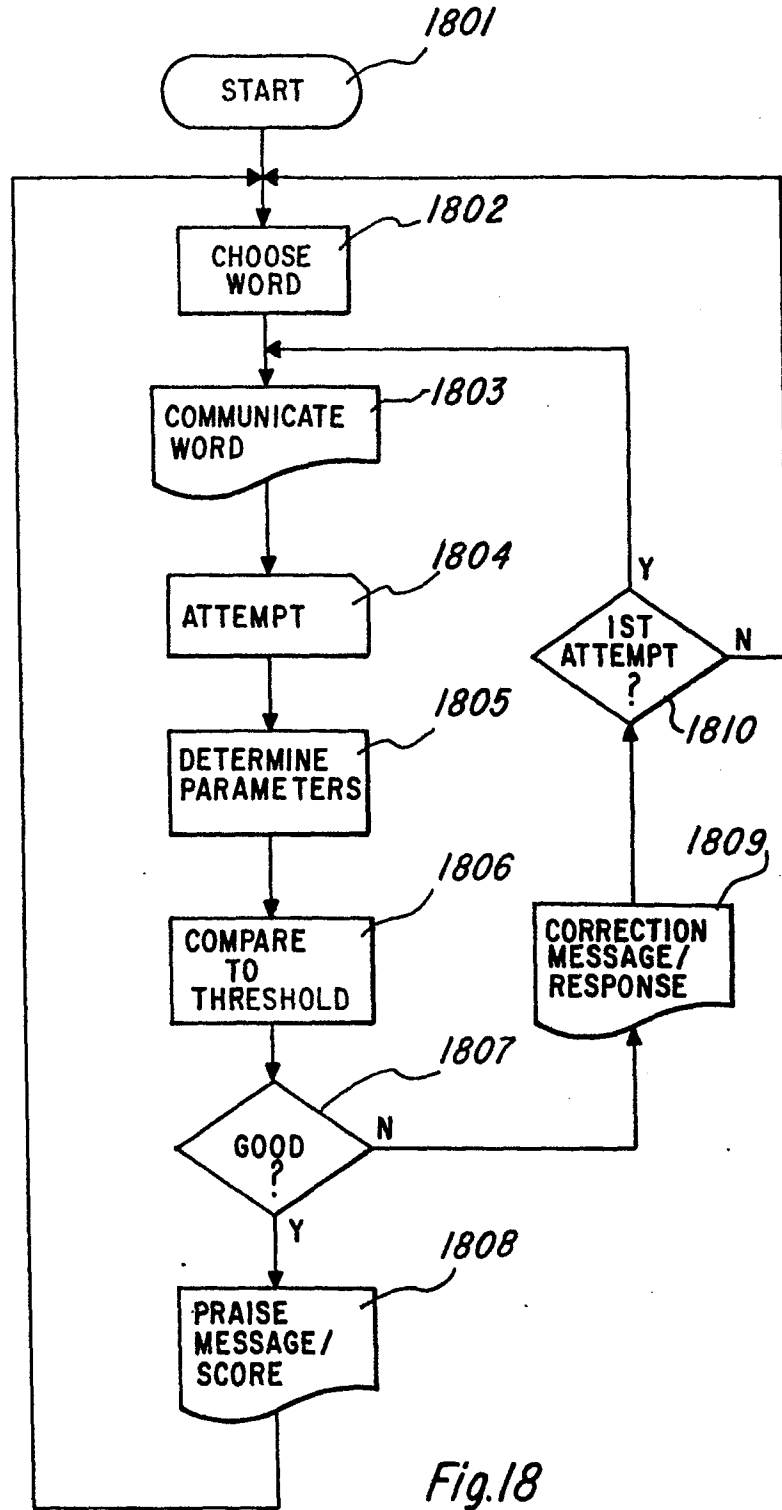 1801
START
1802
CHOOSE
WORD
1803
COMMUNICATE
WORD
1804
ATTEMPT
Y
1ST
ATTEMPT
?
N
1810
1805
DETERMINE
PARAMETERS
1806
COMPARE
TO
THRESHOLD
1809
CORRECTION
MESSAGE/
RESPONSE
1807
GOOD
?
N
Y
1808
PRAISE
MESSAGE/
SCORE
Fig.18